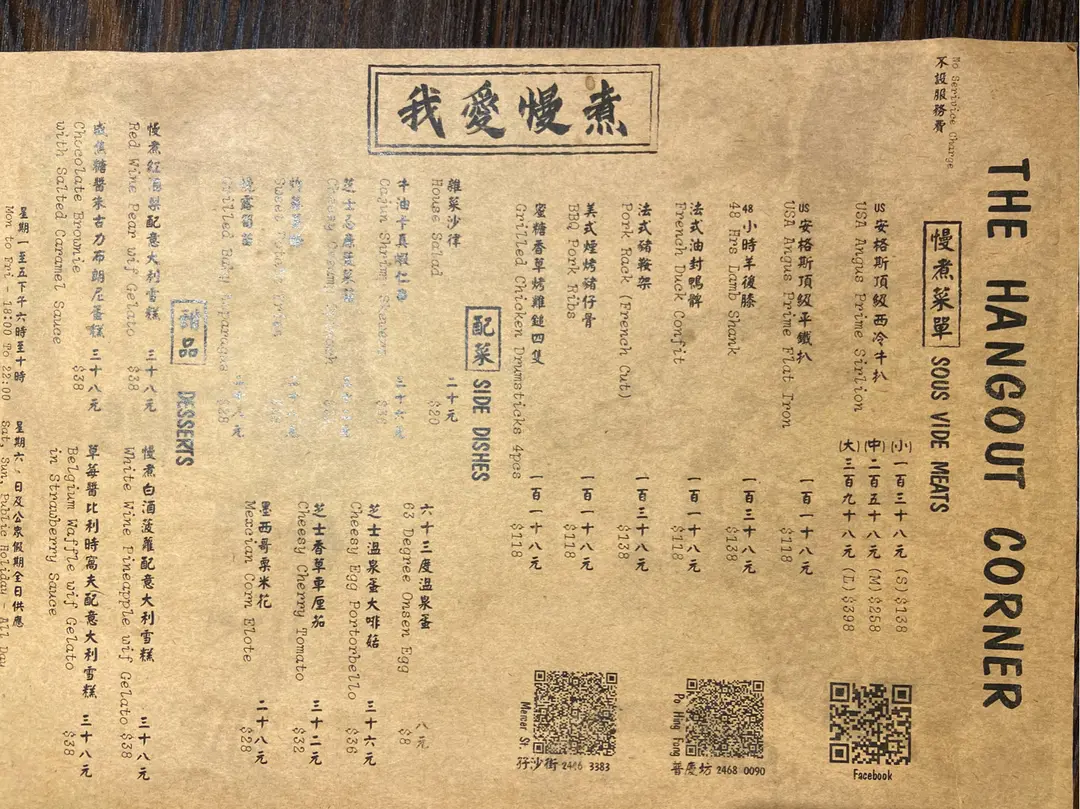 No Serivice Charge
不設服務費
THE HANGOUT CORNER
我愛慢煮
慢煮菜單 SOUS VIDE MEATS
US安格斯頂級西冷牛扒
USA Angus Prime Sirlion
(小)一百三十八元 (S) $138
(中)二百五十八元 (M) $258
(大)三百九十八元 (L) $398
US安格斯頂級平鐵扒 一百一十八元
USA Angus Prime Flat Iron $118
48小時羊後膝 一百三十八元
48 Hrs Lamb Shank $138
法式油封鴨髀 一百一十八元
French Duck Confit $118
法式豬鞍架 一百三十八元
Pork Rack (French Cut) $138
美式煙烤豬仔骨 一百一十八元
BBQ Pork Ribs $118
蜜糖香草烤雞鎚四隻 一百一十八元
Grilled Chicken Drumsticks 4pcs $118
Facebook
Po Hing Fong
普慶坊 2468 0090
Mercer St.
孖沙街 2466 3383
配菜 SIDE DISHES
雜菜沙律 二十元
House Salad $20
Cajun Shrim Skewers $36
六十三度溫泉蛋 八元
63 Degree Onsen Egg $8
芝士溫泉蛋大啡菇 三十六元
Cheesy Egg Portorbello $36
芝士香草車厘茄 三十二元
Cheesy Cherry Tomato $32
墨西哥粟米花 二十八元
Mexcian Corn Elote $28
甜品 DESSERTS
慢煮紅酒梨配意大利雪糕 三十八元
Red Wine Pear wif Gelato $38
咸焦糖醬朱古力布朗尼蛋糕 三十八元
Chocolate Brownie $38
with Salted Caramel Sauce
慢煮白酒菠蘿配意大利雪糕 三十八元
White Wine Pineapple wif Gelato $38
草莓醬比利時窩夫配意大利雪糕 三十八元
Belgium Waffle wif Gelato $38
in Strawberry Sauce
星期一至五下午六時至十時 星期六,日及公眾假期全日供應
Mon to Fri - 18:00 To 22:00 Sat, Sun, Public Holiday - All Day